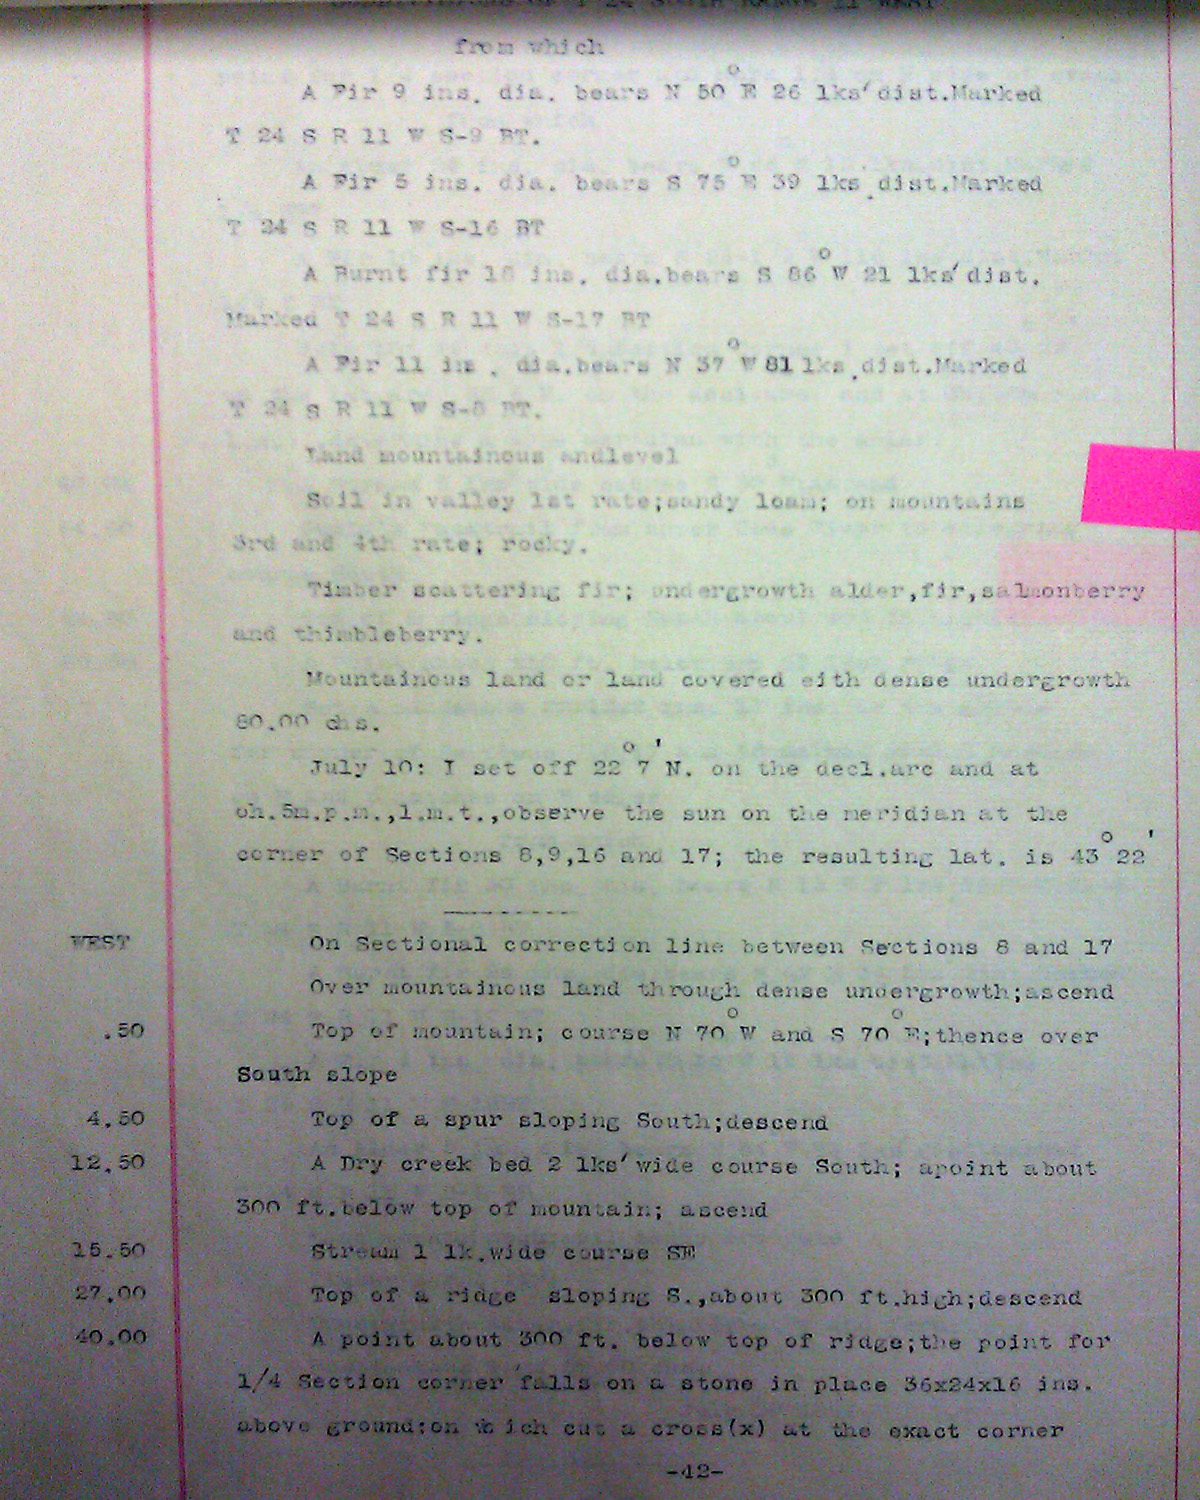 from which
A Fir 9 ins. dia. bears N 50° E 26 lks' dist.Marked
T 24 S R 11 W S-9 BT.
A Fir 5 ins. dia. bears S 75° E 39 lks.dist.Marked
T 24 S R 11 W S-16 BT
A Burnt fir ins. dia.bears S 86° W 21 lks' dist.
Marked T 24 S R 11 W S-17 BT
A Fir 11 ins . dia.bears N 37° W 81 lks.dist.Marked
T 24 S R 11 W S-8 BT.
Land mountainous andlevel
Soil in valley 1st rate;sandy loam; on mountains
3rd and 4th rate; rocky.
Timber scattering fir; undergrowth alder,fir,salmonberry
and thimbleberry.
Mountainous land or land covered eith dense undergrowth
80.00 chs.
July 10: I set off 22° 7' N. on the decl.arc and at
oh.5m.p.m.,l.m.t.,observe the sun on the meridian at the
corner of Sections 8,9,16 and 17; the resulting lat. is 43° 22'
WEST On Sectional correction line between Sections 8 and 17
Over mountainous land through dense undergrowth;ascend
.50 Top of mountain; course N 70° W and S 70° E;thence over
South slope
4.50 Top of a spur sloping South;descend
12.50 A Dry creek bed 2 lks' wide course South; apoint about
300 ft.below top of mountain; ascend
15.50 Stream 1 lk.wide course SE
27.00 Top of a ridge sloping S.,about 300 ft.high;descend
40.00 A point about 300 ft. below top of ridge;the point for
1/4 Section corner falls on a stone in place 36x24x16 ins.
above ground:on which cut a cross(x) at the exact corner
-42-